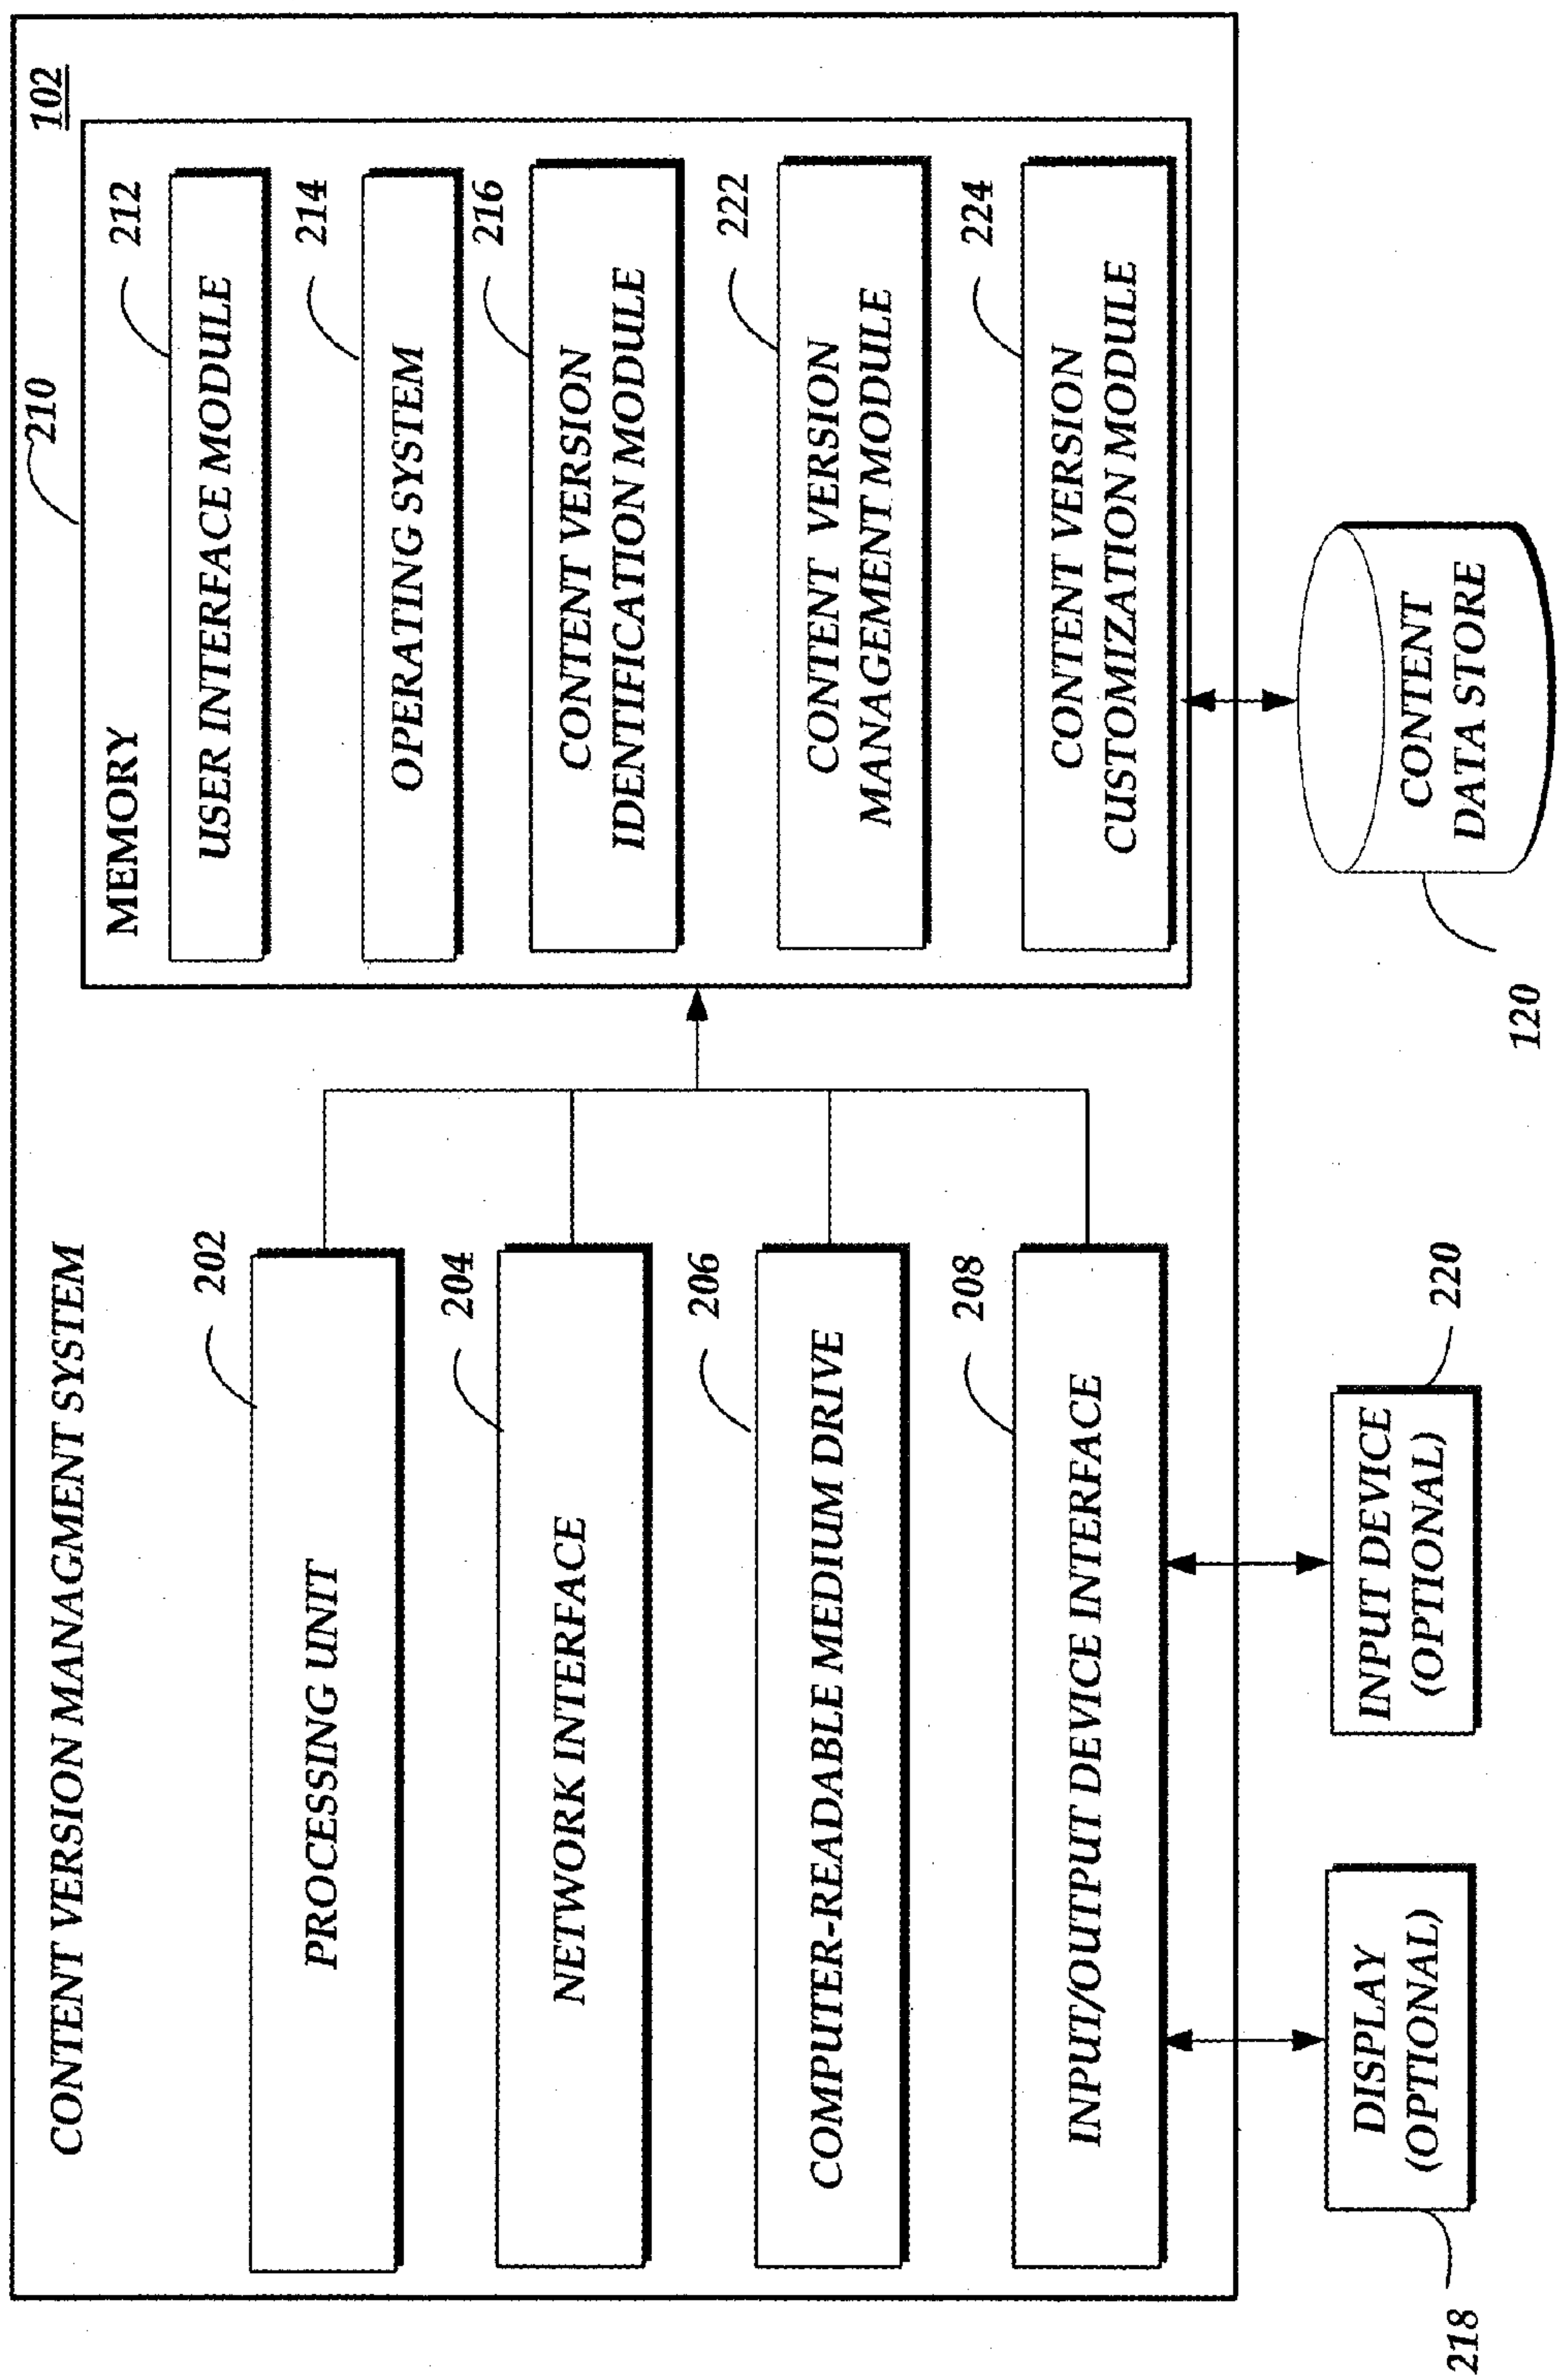 CONTENT VERSION MANAGMENT SYSTEM
102
202
PROCESSING UNIT
204
NETWORK INTERFACE
206
COMPUTER-READABLE MEDIUM DRIVE
208
INPUT/OUTPUT DEVICE INTERFACE
210
MEMORY
212
USER INTERFACE MODULE
214
OPERATING SYSTEM
216
CONTENT VERSION
IDENTIFICATION MODULE
222
CONTENT VERSION
MANAGEMENT MODULE
224
CONTENT VERSION
CUSTOMIZATION MODULE
218
DISPLAY
(OPTIONAL)
220
INPUT DEVICE
(OPTIONAL)
120
CONTENT
DATA STORE